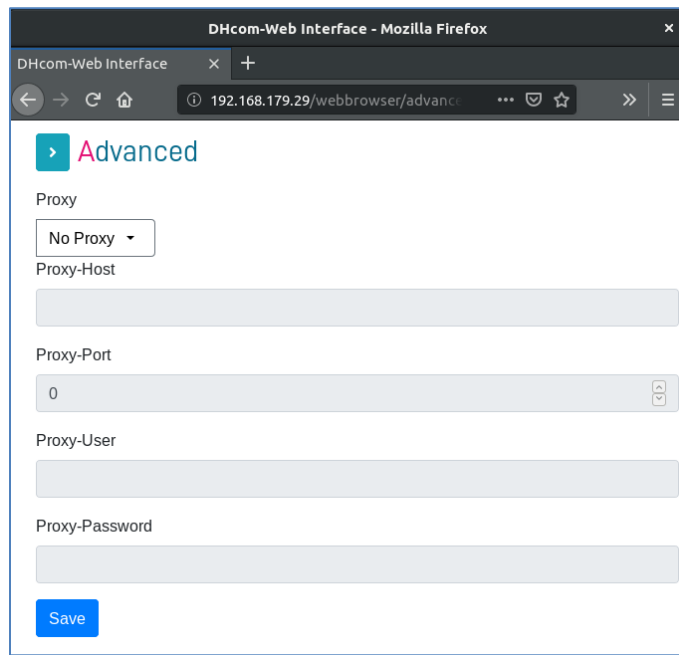 DHcom-Web Interface - Mozilla Firefox
DHcom-Web Interface
192.168.179.29/webbrowser/advanc
Advanced
Proxy
No Proxy
Proxy-Host
Proxy-Port
0
Proxy-User
Proxy-Password
Save